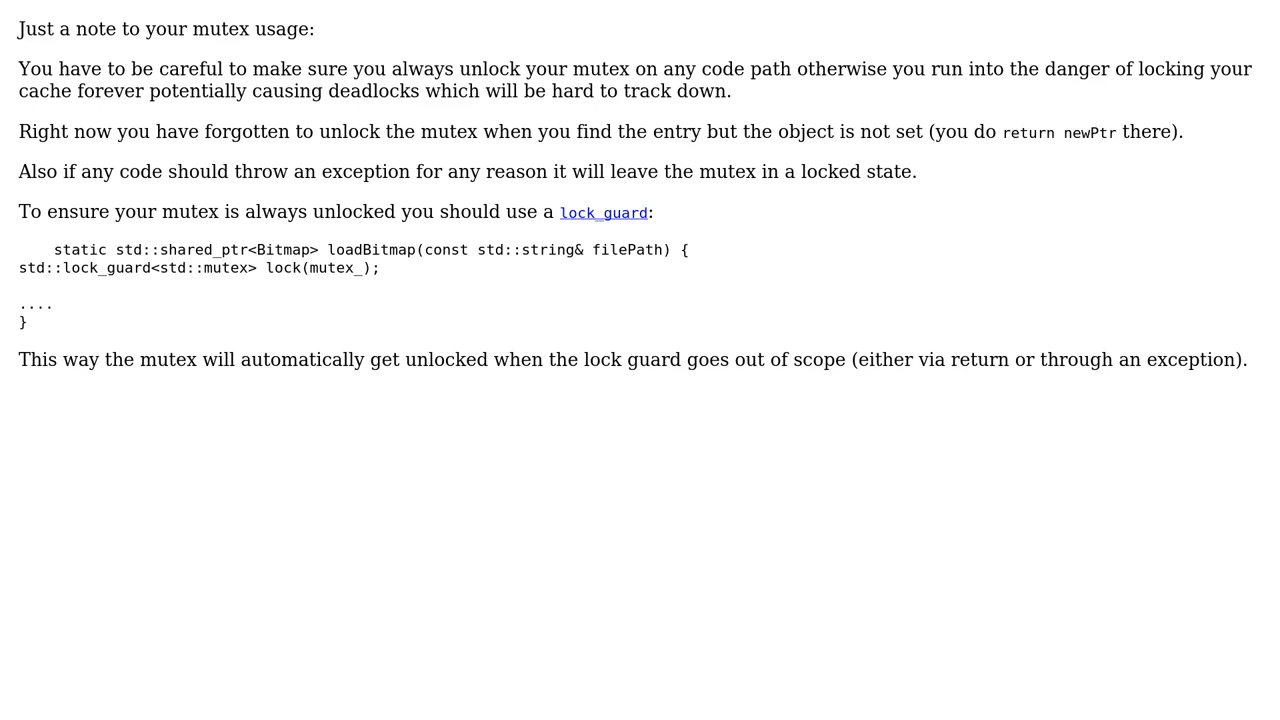 Just a note to your mutex usage:
You have to be careful to make sure you always unlock your mutex on any code path otherwise you run into the danger of locking your
cache forever potentially causing deadlocks which will be hard to track down.
Right now you have forgotten to unlock the mutex when you find the entry but the object is not set (you do return newPtr there).
Also if any code should throw an exception for any reason it will leave the mutex in a locked state.
To ensure your mutex is always unlocked you should use a lock_guard:
    static std::shared_ptr<Bitmap> loadBitmap(const std::string& filePath) {
std::lock_guard<std::mutex> lock(mutex_);
....
}
This way the mutex will automatically get unlocked when the lock guard goes out of scope (either via return or through an exception).